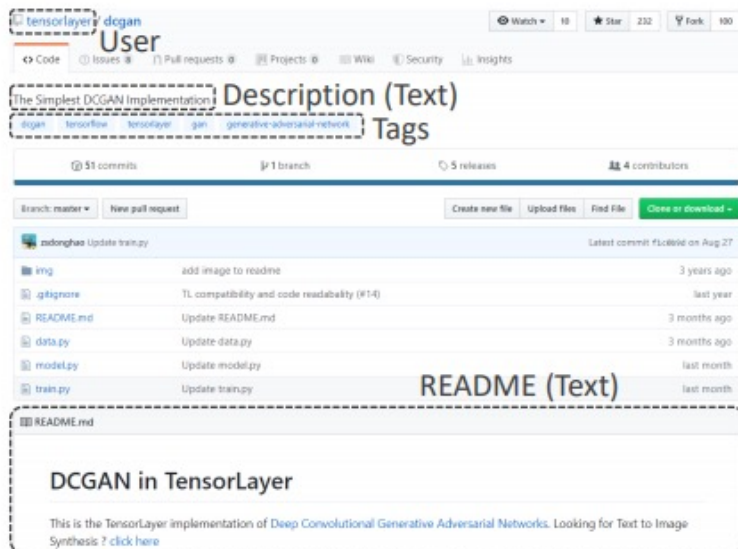 tensorlayer / dcgan
Watch 10 Star 232 Fork 100
User
Code Issues 8 Pull requests 0 Projects 0 Wiki Security Insights
The Simplest DCGAN Implementation
Description (Text)
dcgan tensorflow tensorlayer gan generative-adversarial-network
Tags
51 commits 1 branch 5 releases 4 contributors
Branch: master New pull request Create new file Upload files Find File Clone or download
zsdonghao Update train.py Latest commit on Aug 27
img add image to readme 3 years ago
.gitignore TL compatibility and code readabality (#14) last year
README.md Update README.md 3 months ago
data.py Update data.py 3 months ago
model.py Update model.py last month
train.py Update train.py last month
README (Text)
README.md
DCGAN in TensorLayer
This is the TensorLayer implementation of Deep Convolutional Generative Adversarial Networks. Looking for Text to Image
Synthesis ? click here